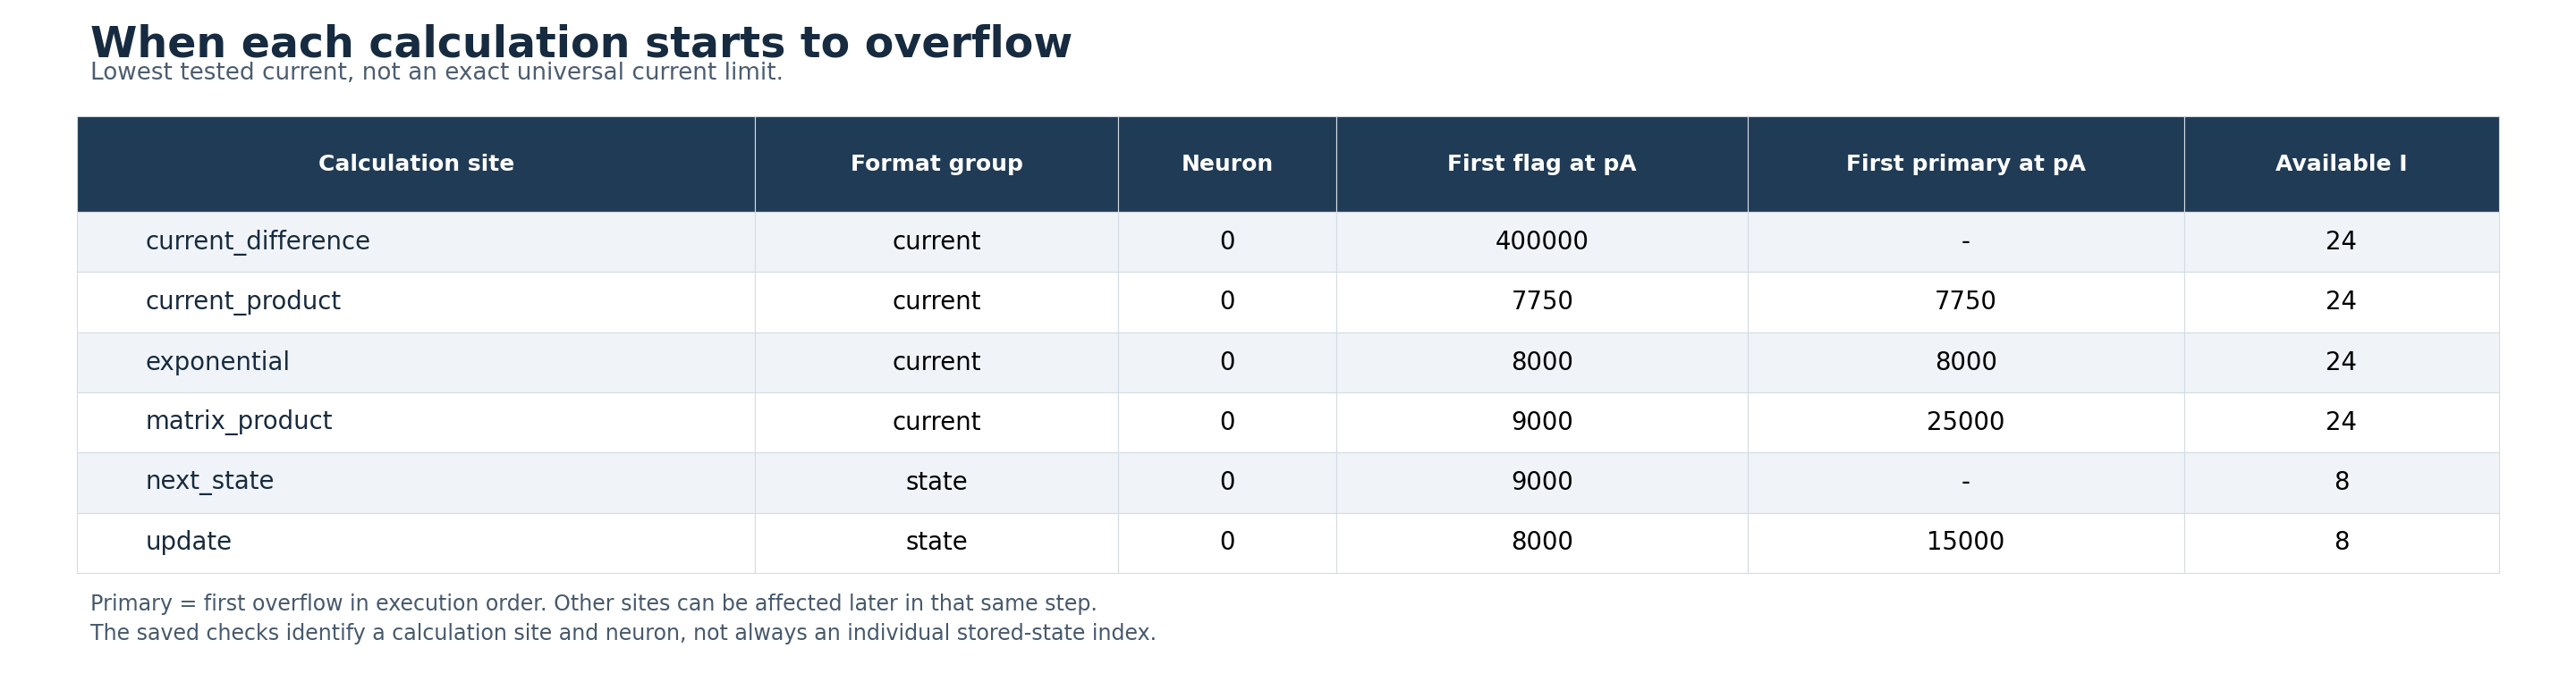 When each calculation starts to overflow
Lowest tested current, not an exact universal current limit.
Calculation site Format group Neuron First flag at pA First primary at pA Available I
current_difference current 0 400000 - 24
current_product current 0 7750 7750 24
exponential current 0 8000 8000 24
matrix_product current 0 9000 25000 24
next_state state 0 9000 - 8
update state 0 8000 15000 8
Primary = first overflow in execution order. Other sites can be affected later in that same step.
The saved checks identify a calculation site and neuron, not always an individual stored-state index.